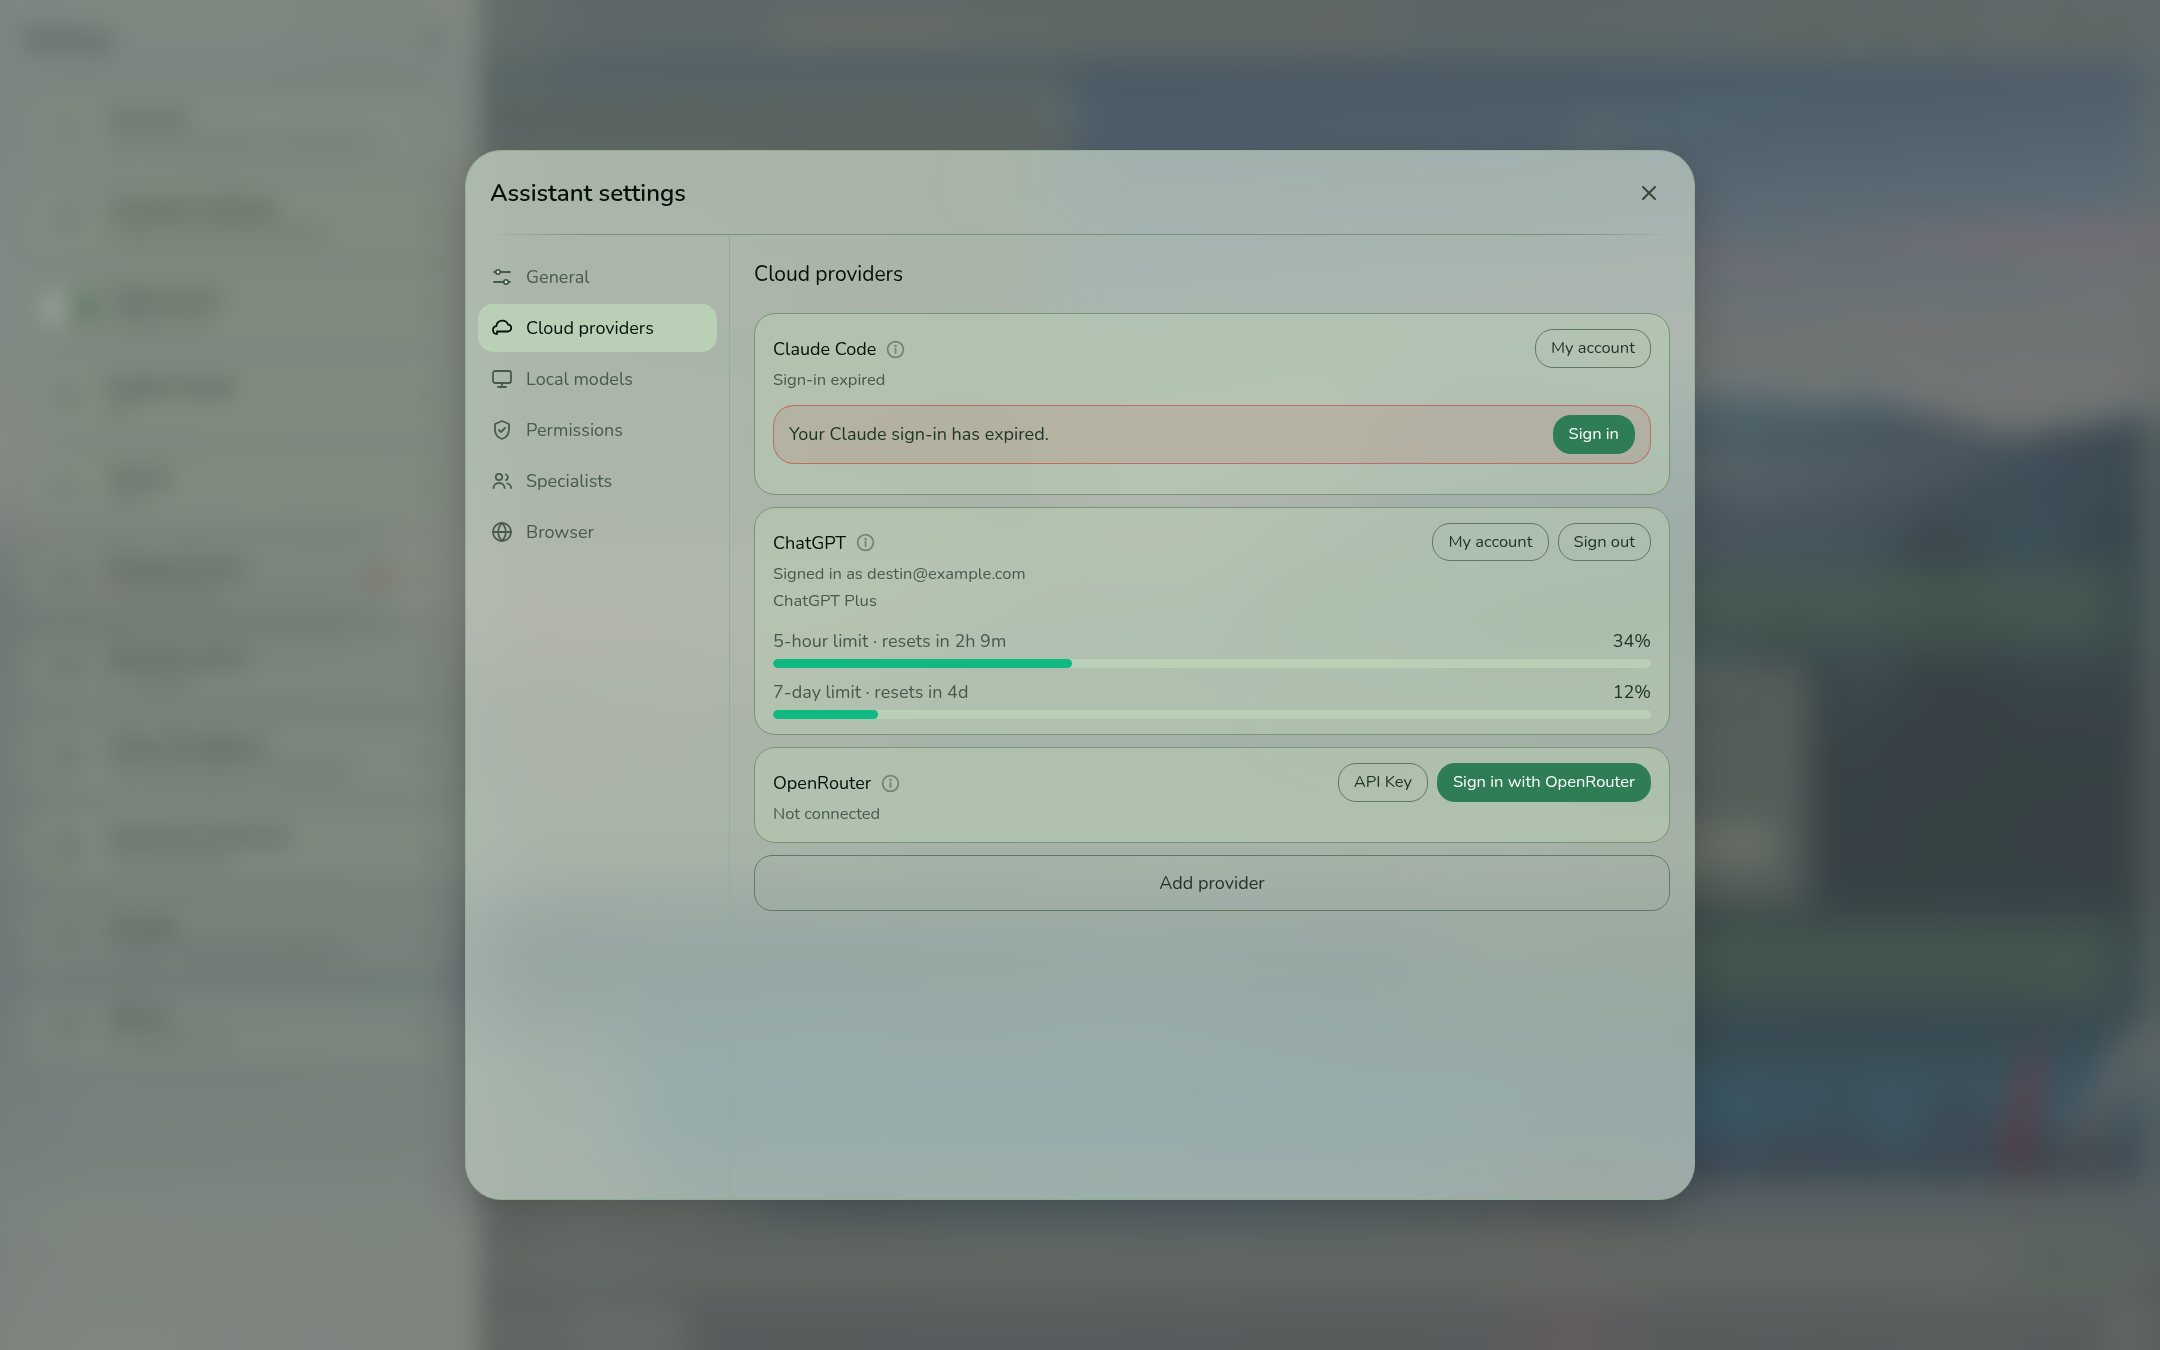 Assistant settings
General
Cloud providers
Local models
Permissions
Specialists
Browser
Cloud providers
Claude Code
My account
Sign-in expired
Your Claude sign-in has expired.
Sign in
ChatGPT
My account
Sign out
Signed in as destin@example.com
ChatGPT Plus
5-hour limit · resets in 2h 9m
34%
7-day limit · resets in 4d
12%
OpenRouter
API Key
Sign in with OpenRouter
Not connected
Add provider